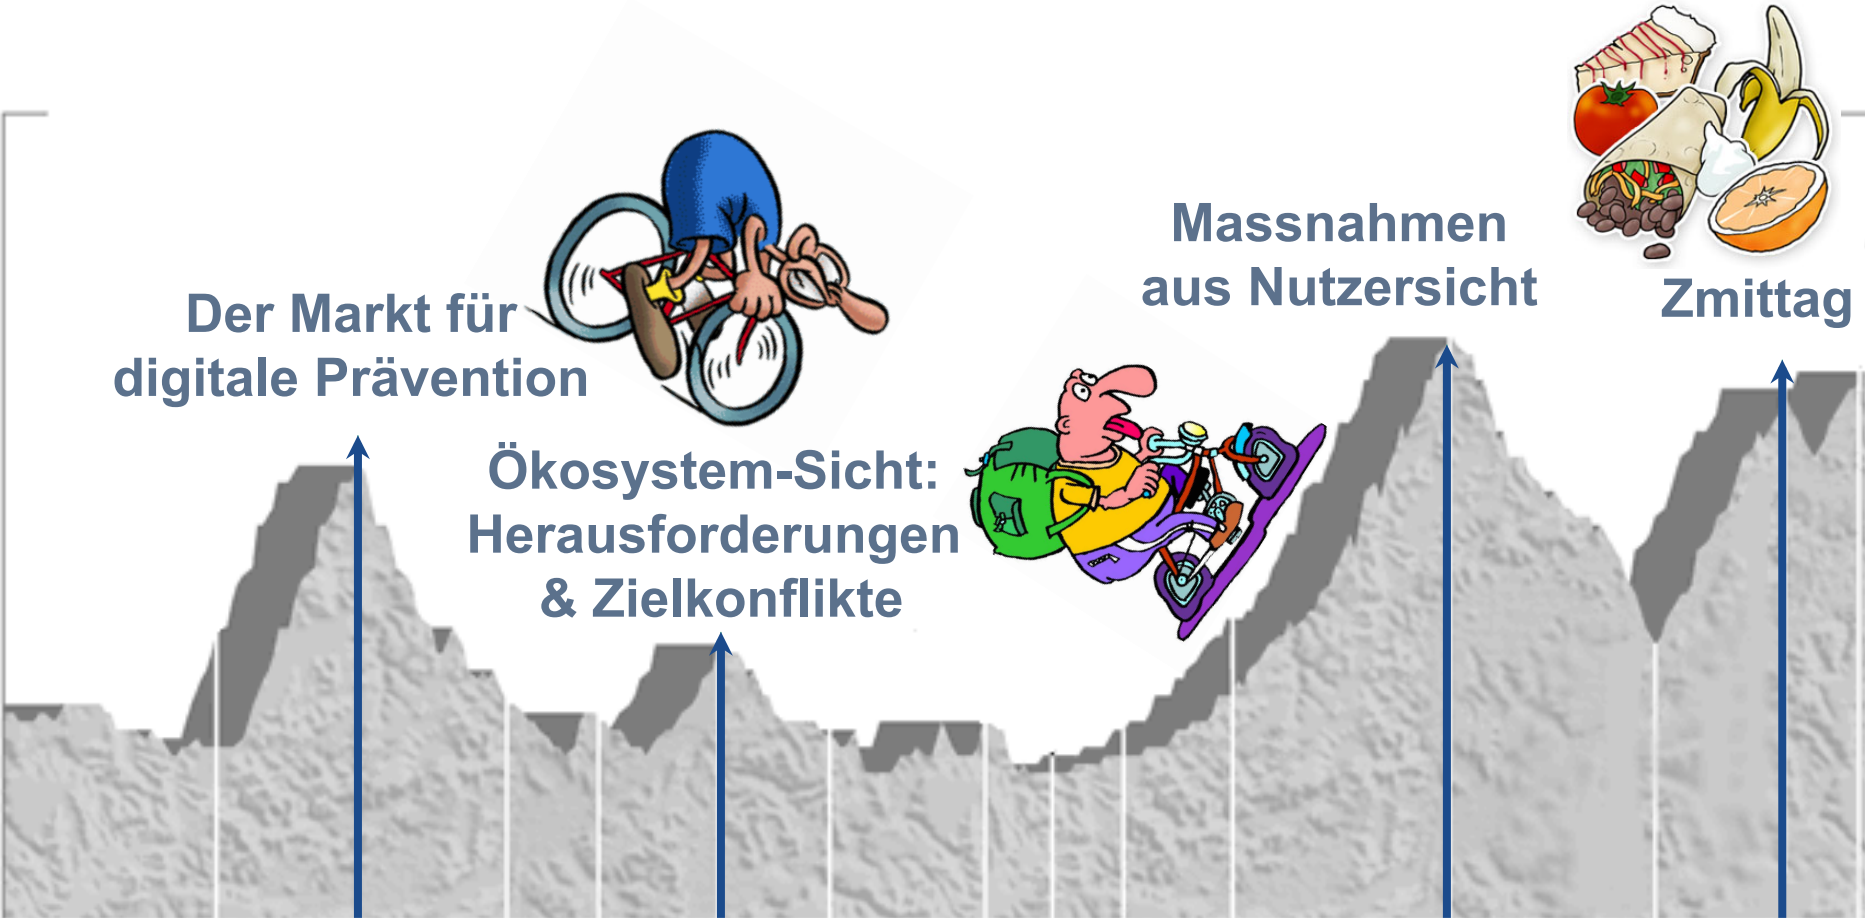 Der Markt für
digitale Prävention
Ökosystem-Sicht:
Herausforderungen
& Zielkonflikte
Massnahmen
aus Nutzersicht
Zmittag